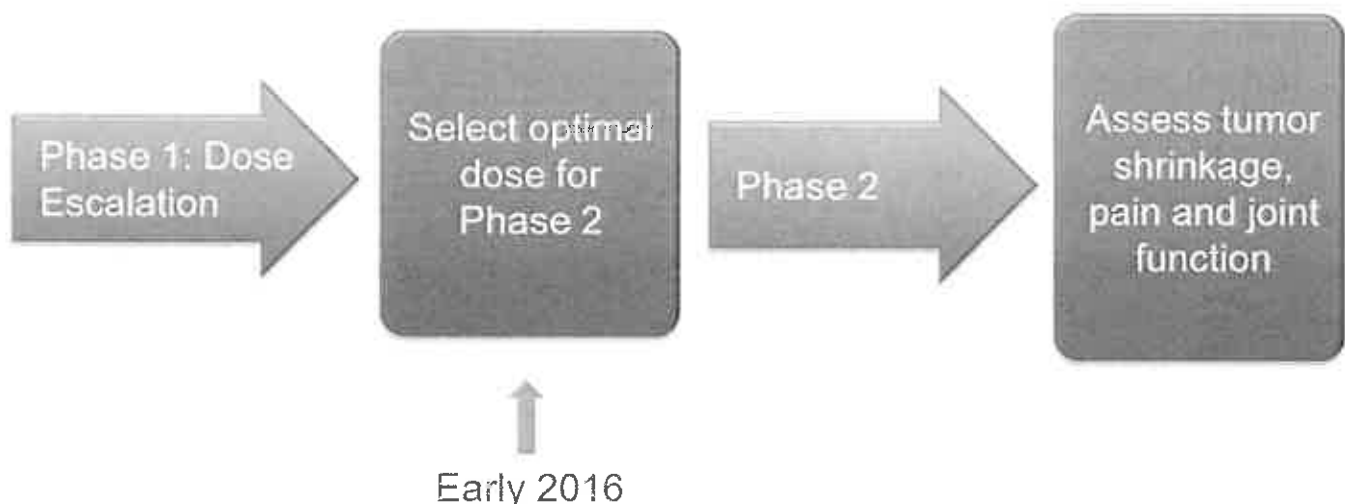 Phase 1: Dose
Escalation
Select optimal
dose for
Phase 2
Phase 2
Assess tumor
shrinkage,
pain and joint
function
Early 2016